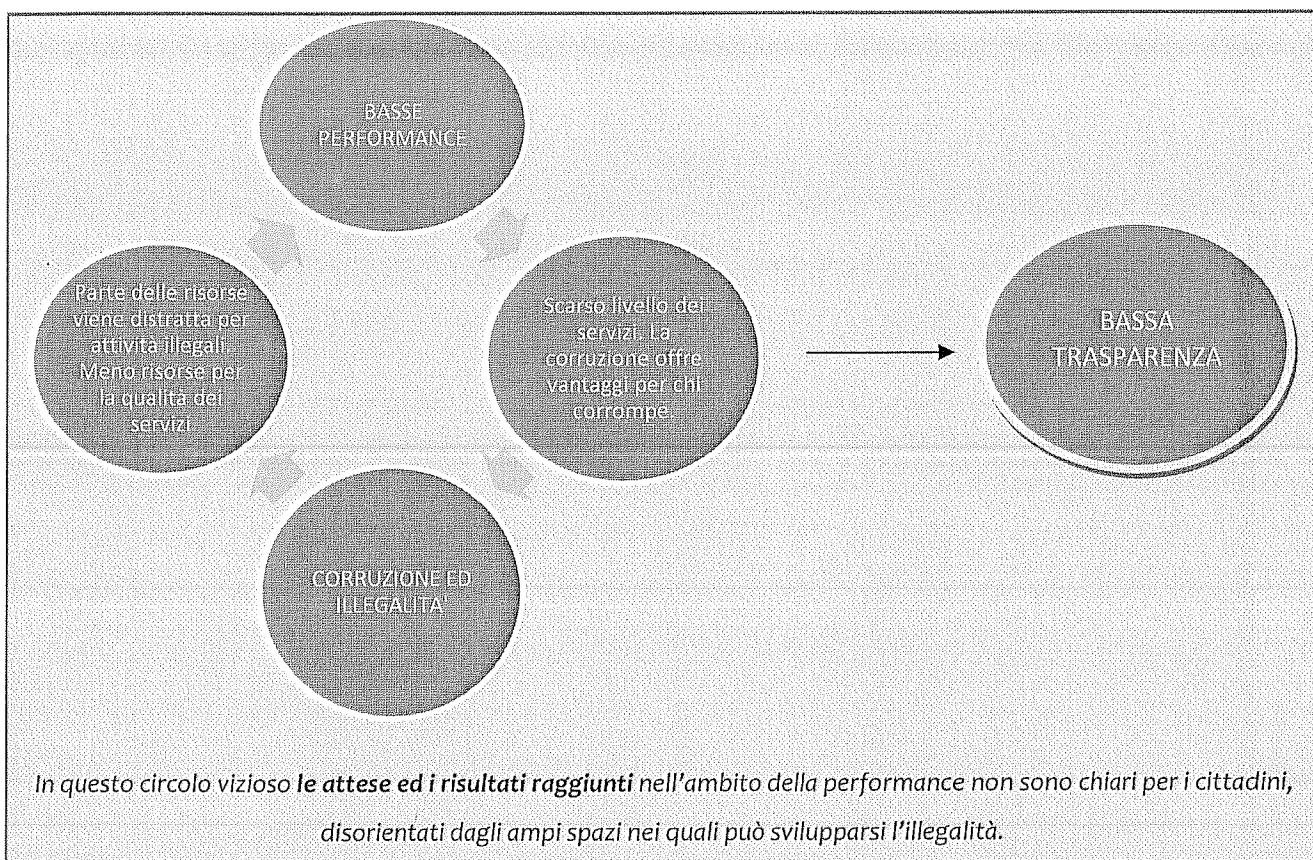 BASSE
PERFORMANCE
Parte delle risorse
viene distratta per
attività illegali.
Meno risorse per
la qualità dei
servizi
Scarso livello dei
servizi. La
corruzione offre
vantaggi per chi
corrompe.
BASSA
TRASPARENZA
CORRUZIONE ED
ILLEGALITA'
In questo circolo vizioso le attese ed i risultati raggiunti nell'ambito della performance non sono chiari per i cittadini,
disorientati dagli ampi spazi nei quali può svilupparsi l'illegalità.